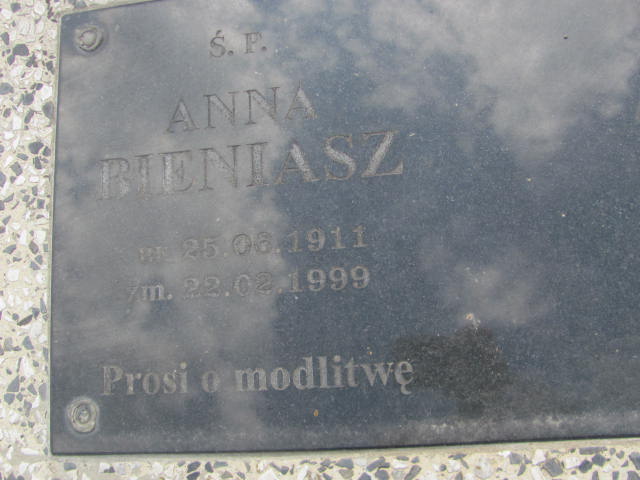 Ś. P.
ANNA
BIENIASZ
ur. 25.06.1911
zm. 22.02.1999
Prosi o modlitwę